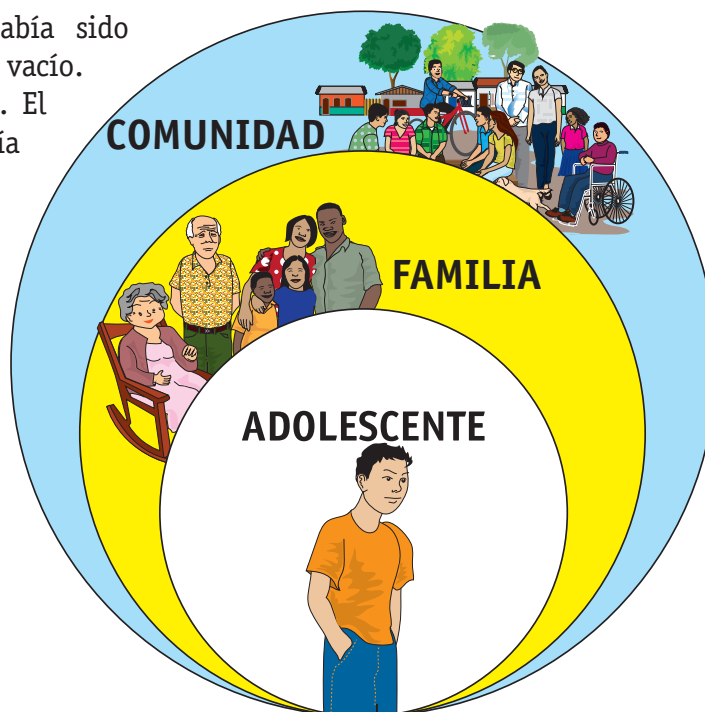 abía sido
vacío.
. El
ía
COMUNIDAD
FAMILIA
ADOLESCENTE